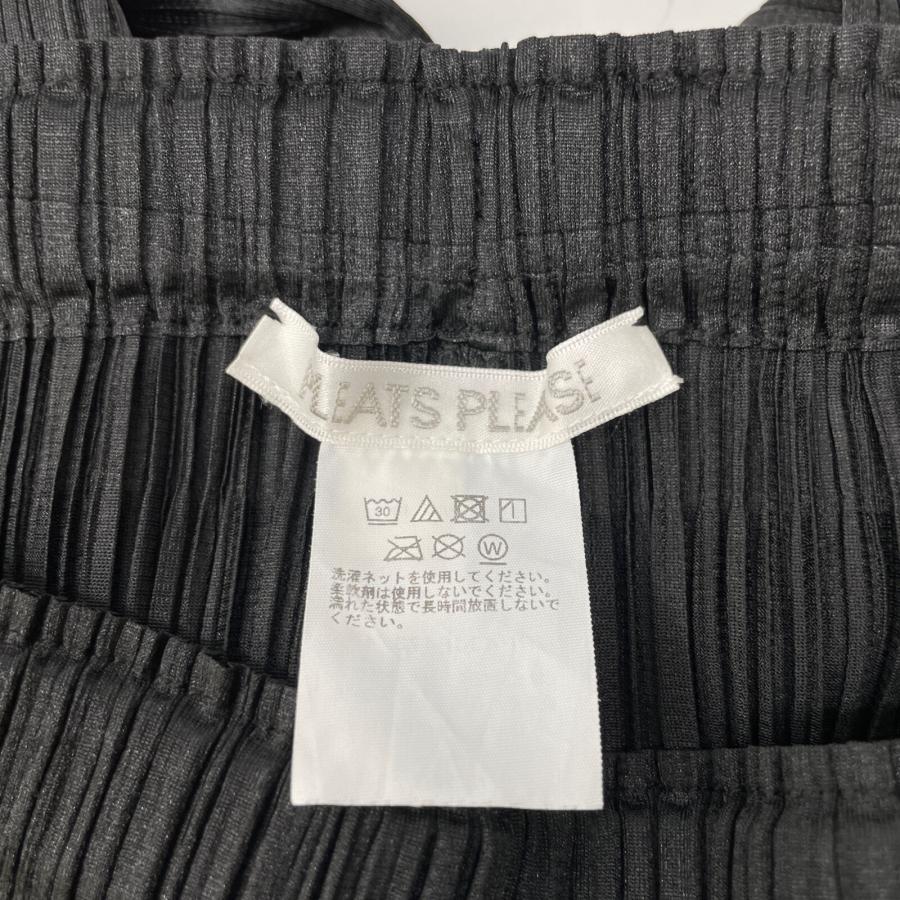 PLEATS PLEASE
30
W
洗濯ネットを使用してください。
柔軟剤は使用しないでください。
濡れた状態で長時間放置しないで
ください。